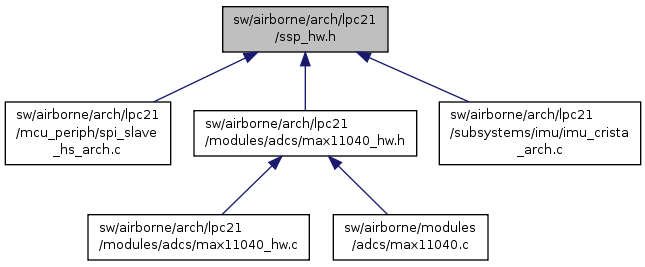 sw/airborne/arch/lpc21
/ssp_hw.h
sw/airborne/arch/lpc21
/mcu_periph/spi_slave
_hs_arch.c
sw/airborne/arch/lpc21
/modules/adcs/max11040_hw.h
sw/airborne/arch/lpc21
/subsystems/imu/imu_crista
_arch.c
sw/airborne/arch/lpc21
/modules/adcs/max11040_hw.c
sw/airborne/modules
/adcs/max11040.c